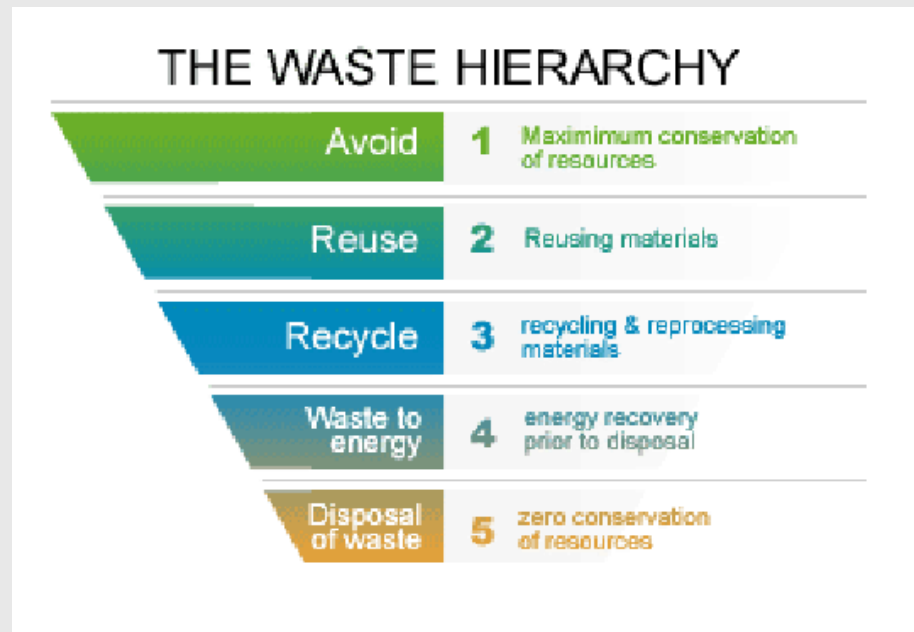 THE WASTE HIERARCHY
Avoid 1 Maximimum conservation
of resources
Reuse 2 Reusing materials
Recycle 3 recycling & reprocessing
materials
Waste to
energy 4 energy recovery
prior to disposal
Disposal
of waste 5 zero conservation
of resources